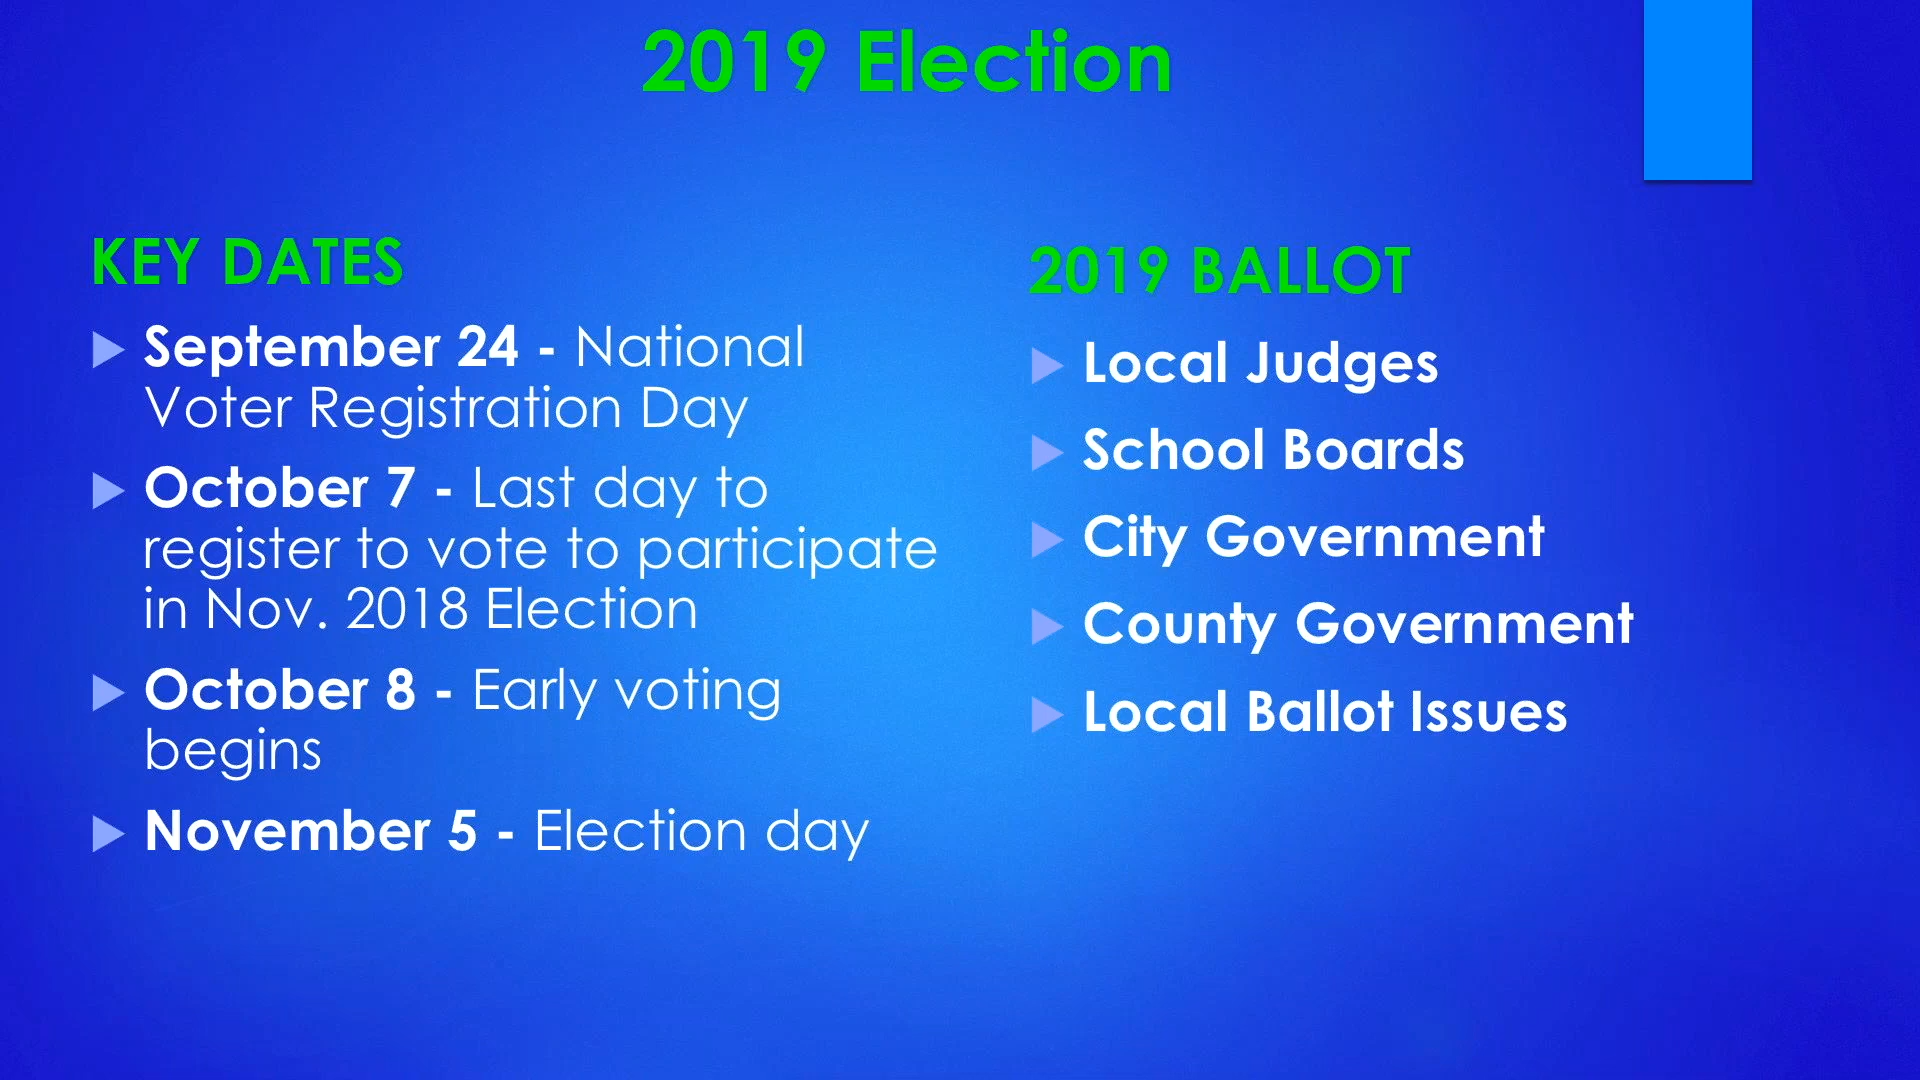 2019 Election
KEY DATES
September 24 - National
Voter Registration Day
October 7 - Last day to
register to vote to participate
in Nov. 2018 Election
October 8 - Early voting
begins
November 5 - Election day
2019 BALLOT
Local Judges
School Boards
City Government
County Government
Local Ballot Issues